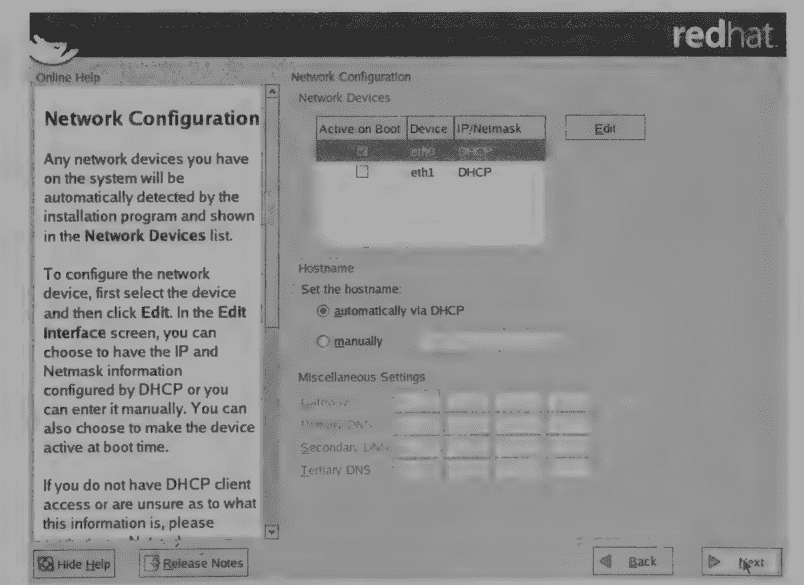 redhat
Online Help
Network Configuration
Any network devices you have
on the system will be
automatically detected by the
installation program and shown
in the Network Devices list.
To configure the network
device, first select the device
and then click Edit. In the Edit
Interface screen, you can
choose to have the IP and
Netmask information
configured by DHCP or you
can enter it manually. You can
also choose to make the device
active at boot time.
If you do not have DHCP client
access or are unsure as to what
this information is, please
Network Configuration
Network Devices
Active on Boot Device IP/Netmask
eth0 DHCP
eth1 DHCP
Edit
Hostname
Set the hostname:
automatically via DHCP
manually
Miscellaneous Settings
Gateway
Primary DNS
Secondary DNS
Tertiary DNS
Hide Help
Release Notes
Back
Next